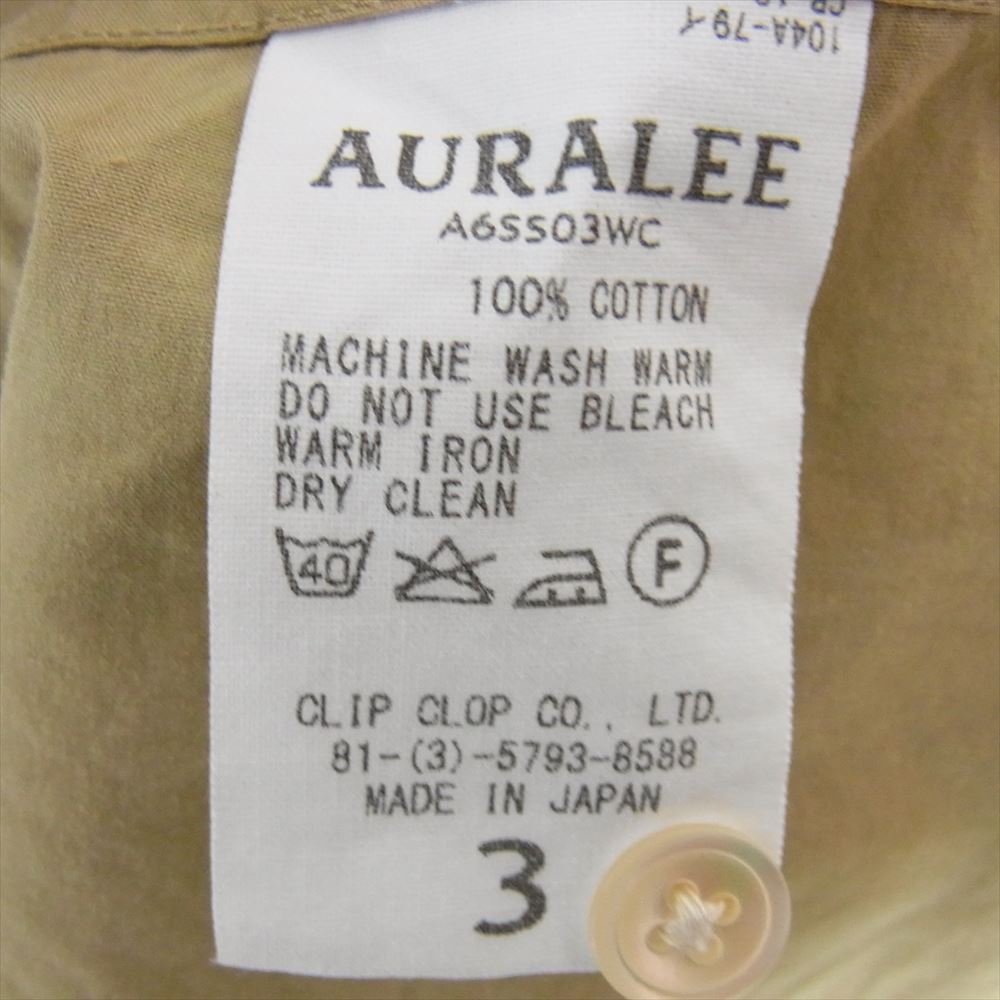 104A-79-イ
AURALEE
A6SS03WC
100% COTTON
MACHINE WASH WARM
DO NOT USE BLEACH
WARM IRON
DRY CLEAN
40 F
CLIP CLOP CO., LTD.
81-(3)-5793-8588
MADE IN JAPAN
3